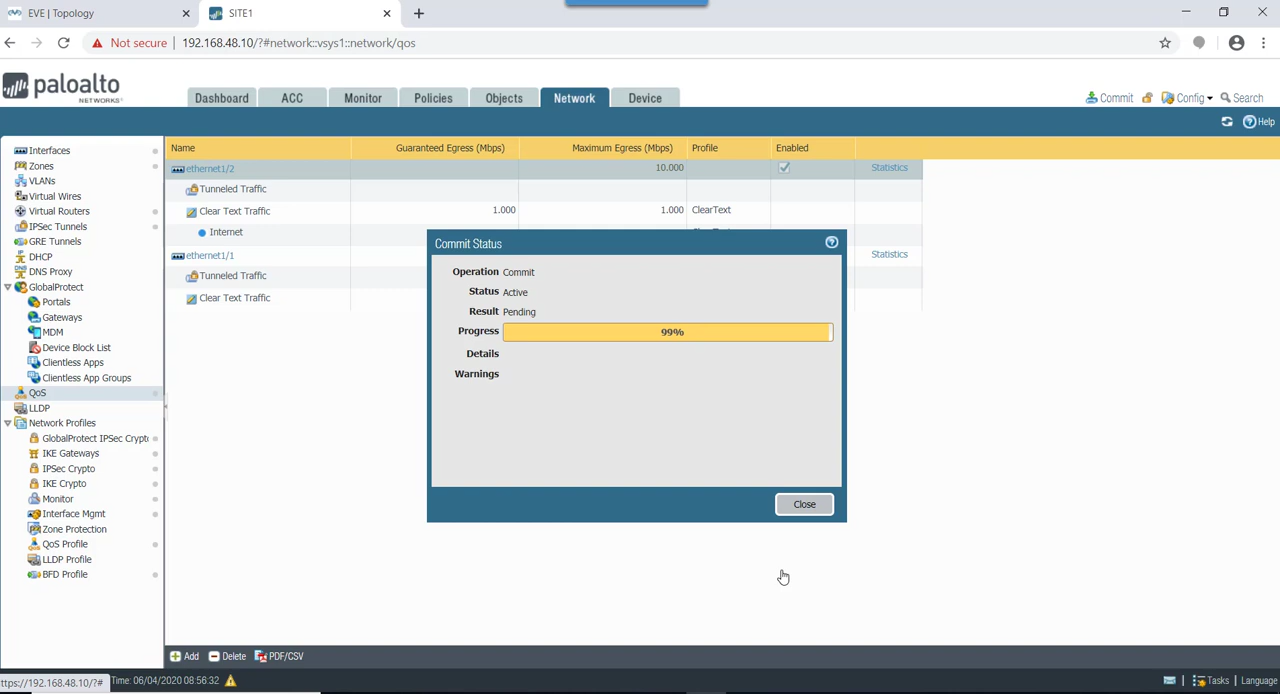 EVE | Topology
SITE1
Not secure
192.168.48.10/?#network::vsys1::network/qos
paloalto
NETWORKS
Dashboard
ACC
Monitor
Policies
Objects
Network
Device
Commit
Config
Search
Help
Interfaces
Zones
VLANs
Virtual Wires
Virtual Routers
IPSec Tunnels
GRE Tunnels
DHCP
DNS Proxy
GlobalProtect
Portals
Gateways
MDM
Device Block List
Clientless Apps
Clientless App Groups
QoS
LLDP
Network Profiles
GlobalProtect IPSec Crypto
IKE Gateways
IPSec Crypto
IKE Crypto
Monitor
Interface Mgmt
Zone Protection
QoS Profile
LLDP Profile
BFD Profile
Name Guaranteed Egress (Mbps) Maximum Egress (Mbps) Profile Enabled
ethernet1/2 10.000 Statistics
Tunneled Traffic
Clear Text Traffic 1.000 1.000 ClearText
Internet
ethernet1/1 Statistics
Tunneled Traffic
Clear Text Traffic
Commit Status
Operation Commit
Status Active
Result Pending
Progress 99%
Details
Warnings
Close
Add
Delete
PDF/CSV
ttps://192.168.48.10/?#
Time: 06/04/2020 08:56:32
Tasks
Language